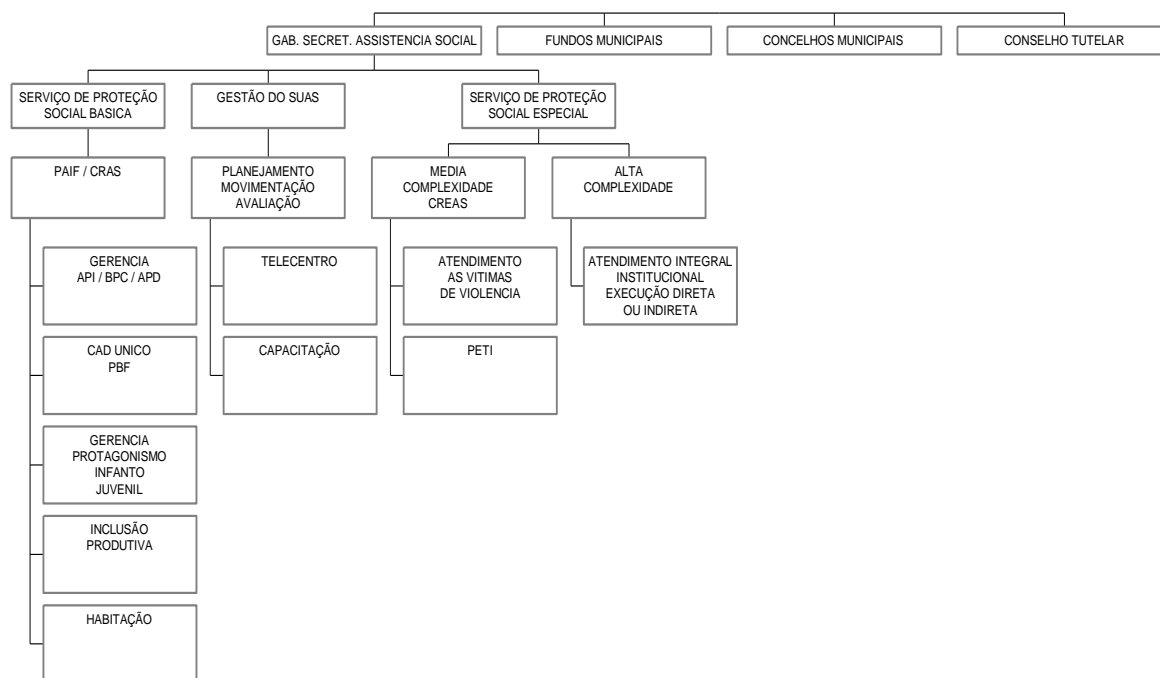 GAB. SECRET. ASSISTENCIA SOCIAL
FUNDOS MUNICIPAIS
CONCELHOS MUNICIPAIS
CONSELHO TUTELAR
SERVIÇO DE PROTEÇÃO
SOCIAL BASICA
GESTÃO DO SUAS
SERVIÇO DE PROTEÇÃO
SOCIAL ESPECIAL
PAIF / CRAS
PLANEJAMENTO
MOVIMENTAÇÃO
AVALIAÇÃO
MEDIA
COMPLEXIDADE
CREAS
ALTA
COMPLEXIDADE
GERENCIA
API / BPC / APD
TELECENTRO
ATENDIMENTO
AS VITIMAS
DE VIOLENCIA
ATENDIMENTO INTEGRAL
INSTITUCIONAL
EXECUÇÃO DIRETA
OU INDIRETA
CAD UNICO
PBF
CAPACITAÇÃO
PETI
GERENCIA
PROTAGONISMO
INFANTO
JUVENIL
INCLUSÃO
PRODUTIVA
HABITAÇÃO